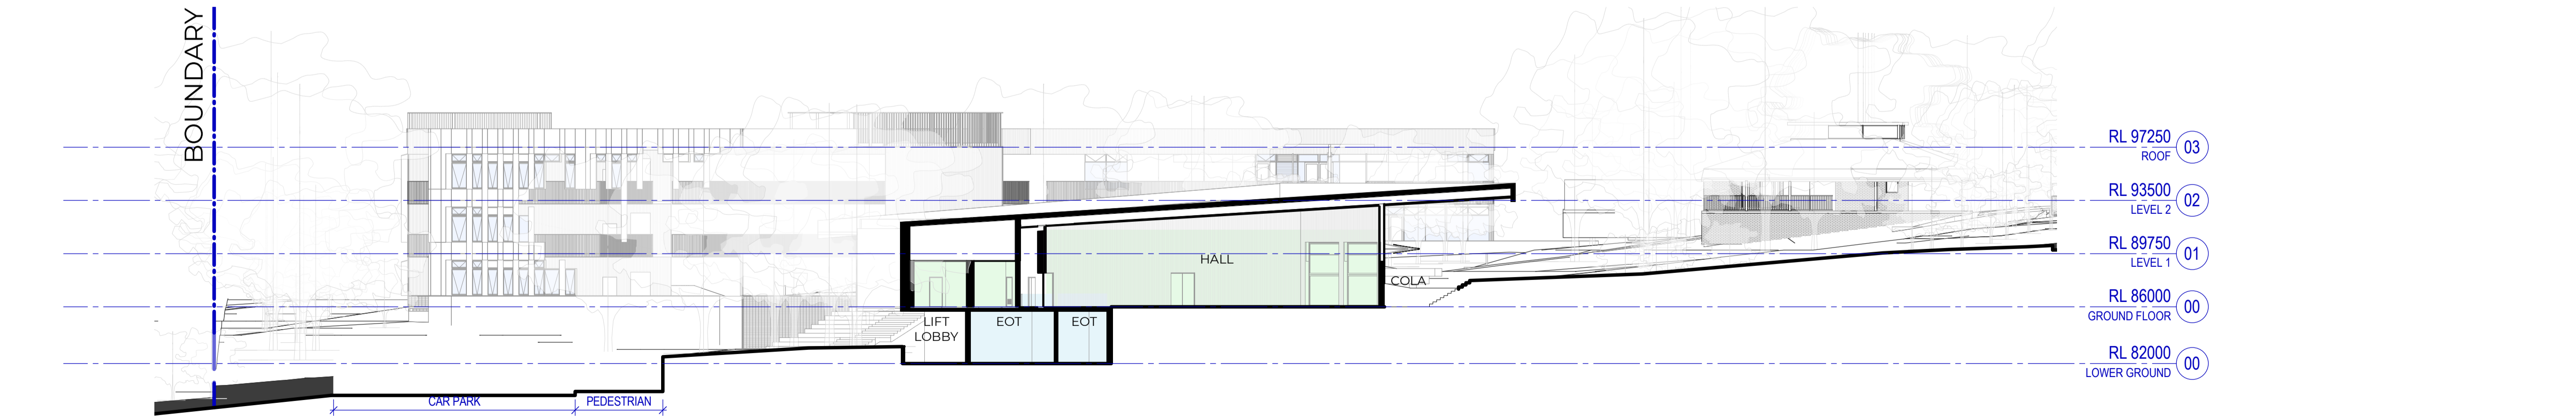 BOUNDARY
RL 97250
ROOF
03
RL 93500
LEVEL 2
02
RL 89750
LEVEL 1
01
HALL
COLA
RL 86000
GROUND FLOOR
00
LIFT
LOBBY
EOT
EOT
RL 82000
LOWER GROUND
00
CAR PARK
PEDESTRIAN